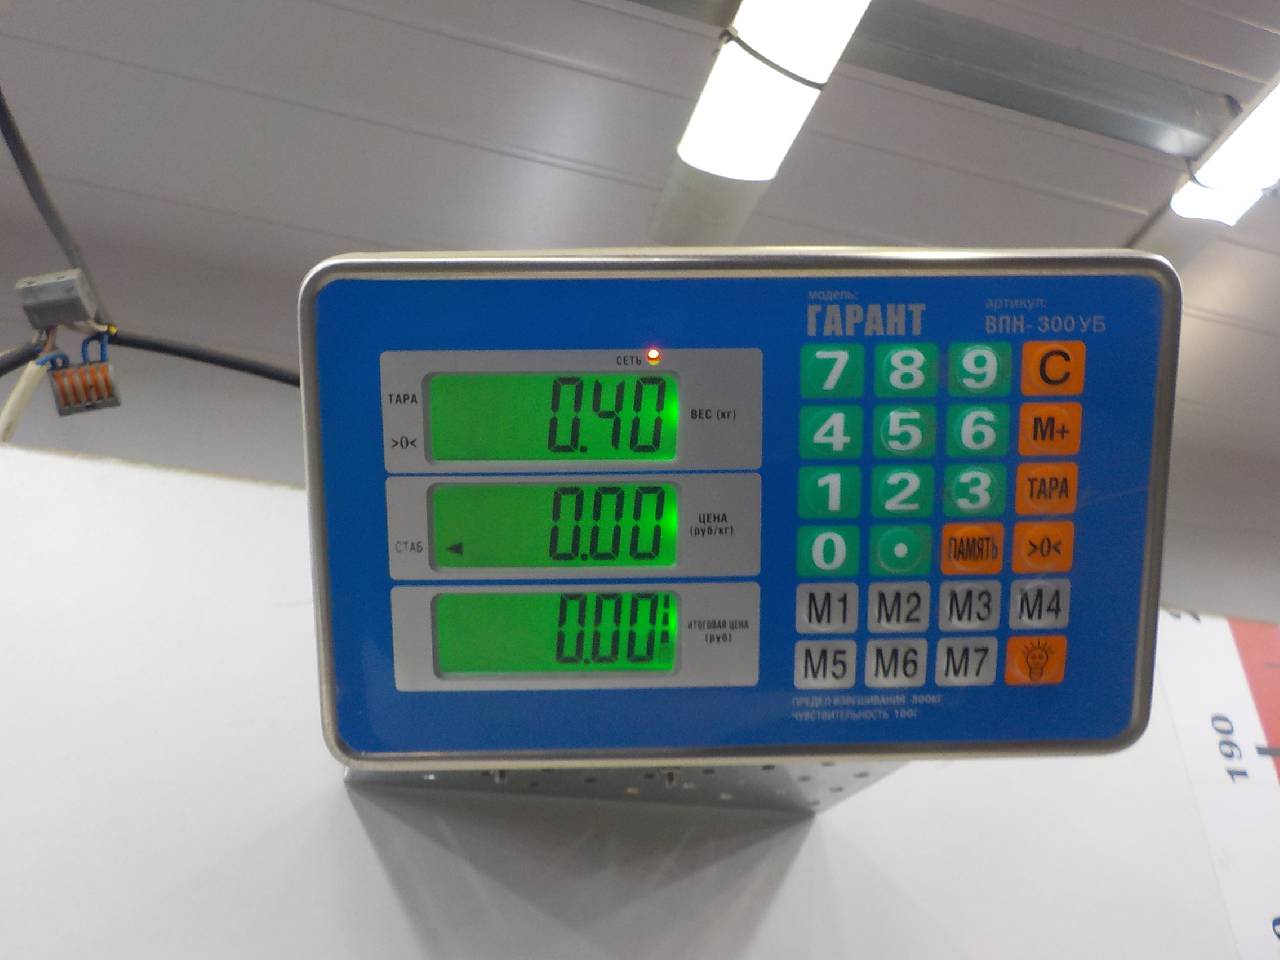 модель:
ГАРАНТ
артикул:
ВПН-300УБ
СЕТЬ
ТАРА
>0<
0.40
ВЕС (кг)
СТАБ
0.00
ЦЕНА
(руб/кг)
0.00
ИТОГОВАЯ ЦЕНА
(руб)
7 8 9 C
4 5 6 M+
1 2 3 ТАРА
0 . ПАМЯТЬ >0<
M1 M2 M3 M4
M5 M6 M7
ПРЕДЕЛ ВЗВЕШИВАНИЯ 300КГ
ЧУВСТВИТЕЛЬНОСТЬ 100Г
190